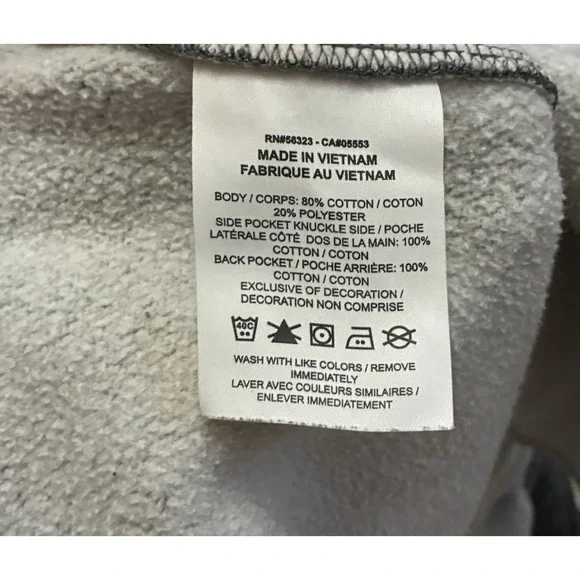 RN#56323 - CA#05553
MADE IN VIETNAM
FABRIQUE AU VIETNAM
BODY / CORPS: 80% COTTON / COTON
20% POLYESTER
SIDE POCKET KNUCKLE SIDE / POCHE
LATÉRALE CÔTÉ DOS DE LA MAIN: 100%
COTTON / COTON
BACK POCKET / POCHE ARRIÈRE: 100%
COTTON / COTON
EXCLUSIVE OF DECORATION /
DECORATION NON COMPRISE
40C
WASH WITH LIKE COLORS / REMOVE
IMMEDIATELY
LAVER AVEC COULEURS SIMILAIRES /
ENLEVER IMMEDIATEMENT